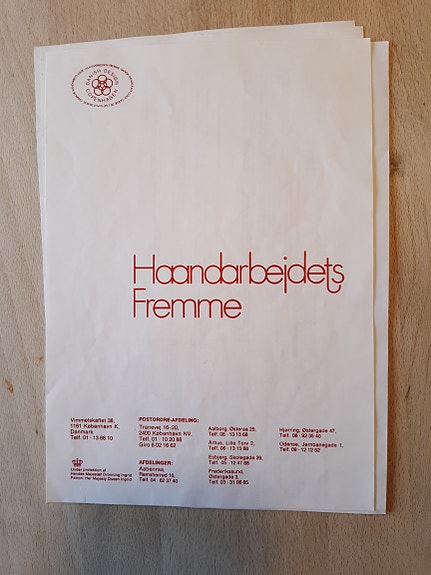 DANISH DESIGN
COPENHAGEN
Haandarbejdets
Fremme
Vimmelskaftet 38,
1161 København K.
Danmark
Telf. 01 - 13 66 10
Under protektion af
Hendes Majestæt Dronning Ingrid
Patron Her Majesty Queen Ingrid
POSTORDRE-AFDELING:
Tranevej 16-20,
2400 København NV.
Telf. 01 - 10 20 88
Giro 6 02 16 62
AFDELINGER:
Aabenraa,
Ramsherred 15,
Telf. 04 - 62 37 43
Aalborg, Østeraa 25,
Telf. 08 - 13 13 68
Århus, Lille Torv 2,
Telf. 06 - 13 15 89
Esbjerg, Skolegade 39,
Telf. 05 - 12 47 66
Frederikssund,
Østergade 3,
Telf. 03 - 31 06 85
Hjørring, Østergade 47,
Telf. 08 - 92 35 40
Odense, Jernbanegade 1,
Telf. 09 - 12 12 52